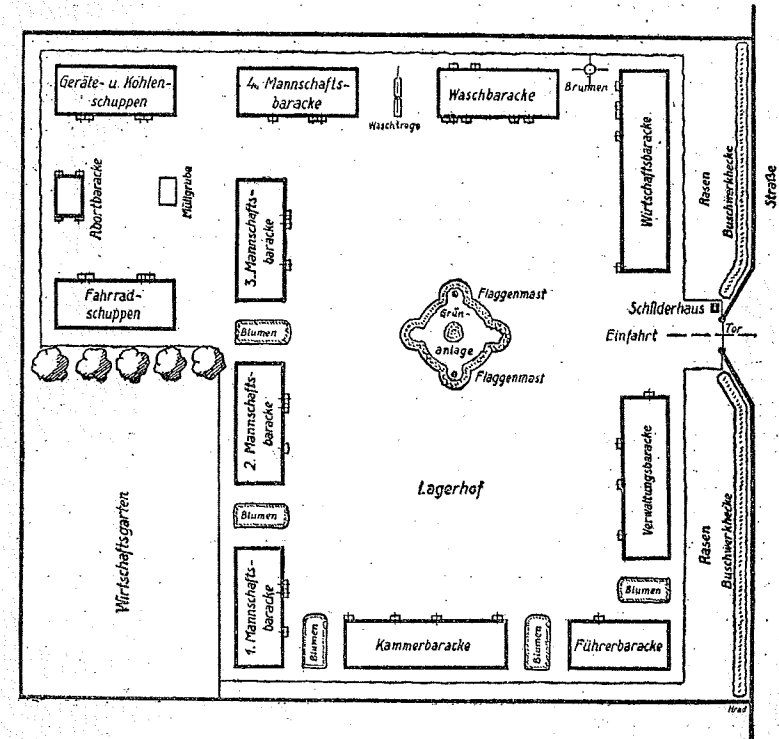 Geräte- u. Kohlen-
schuppen
4. Mannschafts-
baracke
Waschtröge
Waschbaracke
Brunnen
Wirtschaftsbaracke
Rasen
Buschwerkhecke
Straße
Abortbaracke
Müllgrube
3. Mannschafts-
baracke
Fahrrad-
schuppen
Blumen
Flaggenmast
Grün-
anlage
Flaggenmast
Schilderhaus
Einfahrt
Tor
2. Mannschafts-
baracke
Blumen
Lagerhof
Verwaltungsbaracke
Rasen
Buschwerkhecke
Wirtschaftsgarten
1. Mannschafts-
baracke
Blumen
Kammerbaracke
Blumen
Führerbaracke
Blumen